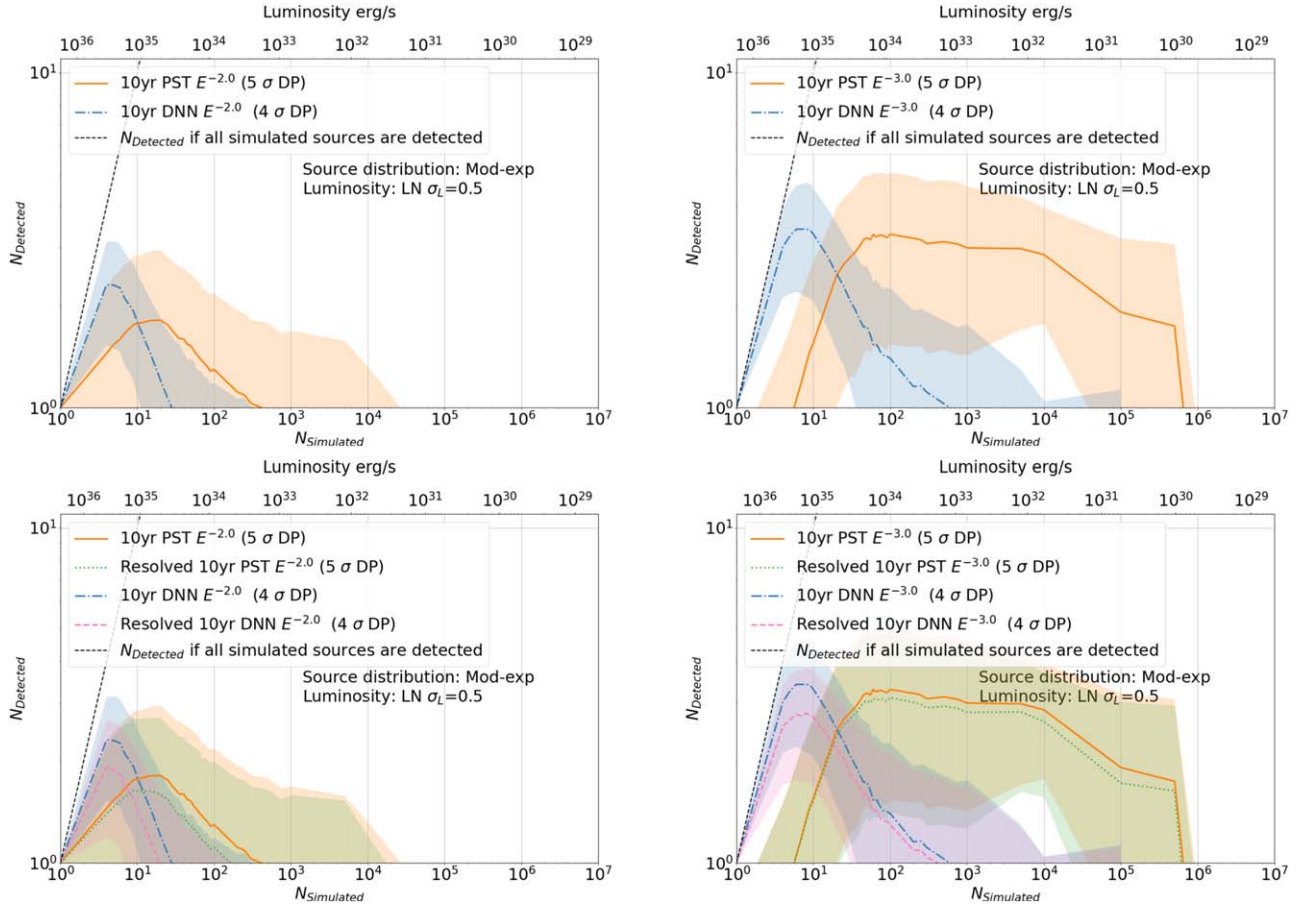 Luminosity erg/s
10^36 10^35 10^34 10^33 10^32 10^31 10^30 10^29
10^1
10yr PST E^−2.0 (5 σ DP)
10yr DNN E^−2.0 (4 σ DP)
N_Detected if all simulated sources are detected
Source distribution: Mod-exp
Luminosity: LN σ_L=0.5
N_Detected
10^0
10^0 10^1 10^2 10^3 10^4 10^5 10^6 10^7
N_Simulated
Luminosity erg/s
10^36 10^35 10^34 10^33 10^32 10^31 10^30 10^29
10^1
10yr PST E^−3.0 (5 σ DP)
10yr DNN E^−3.0 (4 σ DP)
N_Detected if all simulated sources are detected
Source distribution: Mod-exp
Luminosity: LN σ_L=0.5
N_Detected
10^0
10^0 10^1 10^2 10^3 10^4 10^5 10^6 10^7
N_Simulated
Luminosity erg/s
10^36 10^35 10^34 10^33 10^32 10^31 10^30 10^29
10^1
10yr PST E^−2.0 (5 σ DP)
Resolved 10yr PST E^−2.0 (5 σ DP)
10yr DNN E^−2.0 (4 σ DP)
Resolved 10yr DNN E^−2.0 (4 σ DP)
N_Detected if all simulated sources are detected
Source distribution: Mod-exp
Luminosity: LN σ_L=0.5
N_Detected
10^0
10^0 10^1 10^2 10^3 10^4 10^5 10^6 10^7
N_Simulated
Luminosity erg/s
10^36 10^35 10^34 10^33 10^32 10^31 10^30 10^29
10^1
10yr PST E^−3.0 (5 σ DP)
Resolved 10yr PST E^−3.0 (5 σ DP)
10yr DNN E^−3.0 (4 σ DP)
Resolved 10yr DNN E^−3.0 (4 σ DP)
N_Detected if all simulated sources are detected
Source distribution: Mod-exp
Luminosity: LN σ_L=0.5
N_Detected
10^0
10^0 10^1 10^2 10^3 10^4 10^5 10^6 10^7
N_Simulated